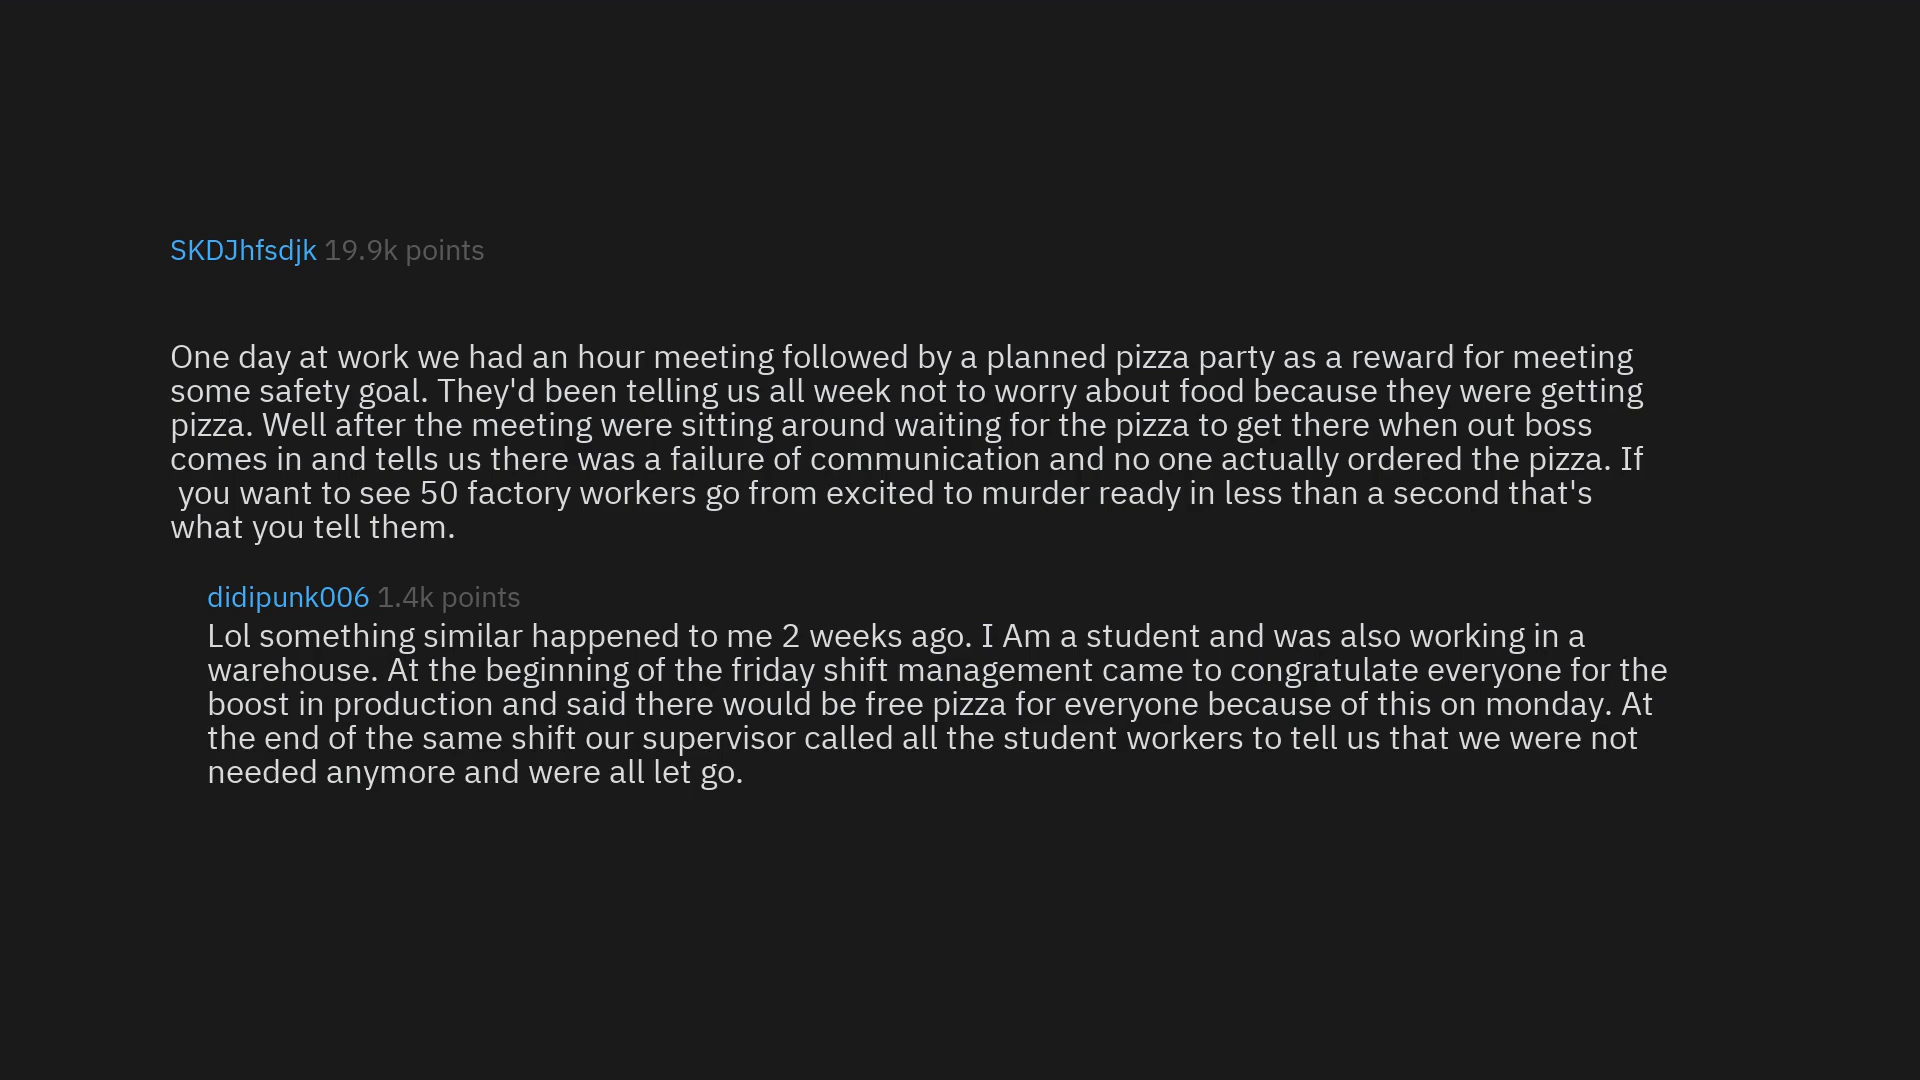 SKDJhfsdjk 19.9k points
One day at work we had an hour meeting followed by a planned pizza party as a reward for meeting
some safety goal. They'd been telling us all week not to worry about food because they were getting
pizza. Well after the meeting were sitting around waiting for the pizza to get there when out boss
comes in and tells us there was a failure of communication and no one actually ordered the pizza. If
you want to see 50 factory workers go from excited to murder ready in less than a second that's
what you tell them.
didipunk006 1.4k points
Lol something similar happened to me 2 weeks ago. I Am a student and was also working in a
warehouse. At the beginning of the friday shift management came to congratulate everyone for the
boost in production and said there would be free pizza for everyone because of this on monday. At
the end of the same shift our supervisor called all the student workers to tell us that we were not
needed anymore and were all let go.